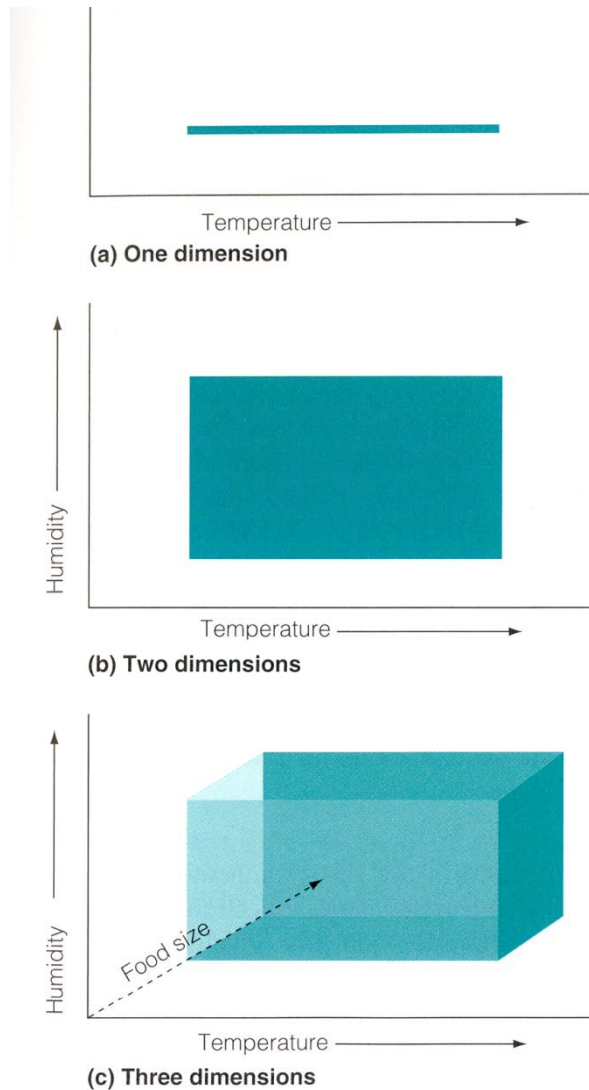 Temperature
(a) One dimension
Humidity
Temperature
(b) Two dimensions
Humidity
Food size
Temperature
(c) Three dimensions